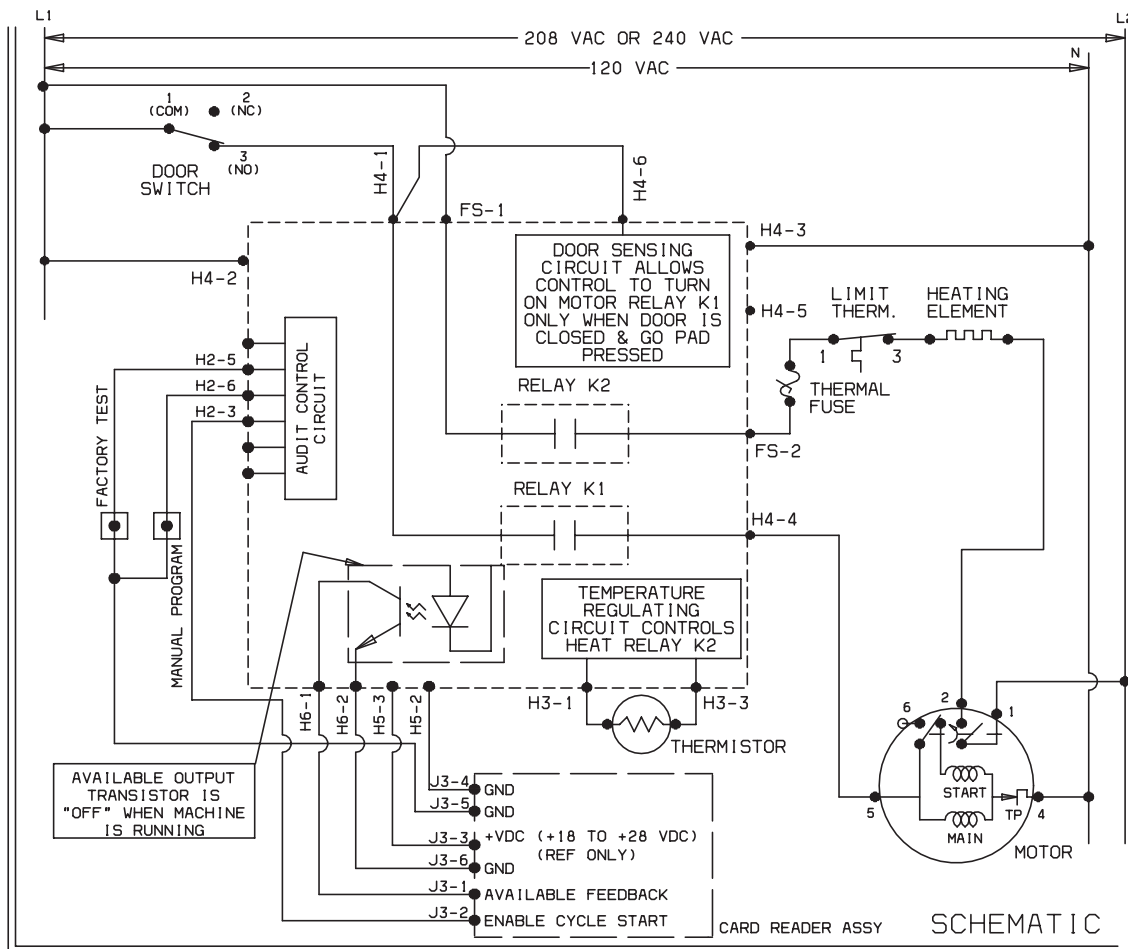 L1
L2
208 VAC OR 240 VAC
120 VAC
N
1
(COM)
2
(NC)
3
(NO)
DOOR
SWITCH
H4-1
H4-6
FS-1
H4-2
H4-3
H4-5
DOOR SENSING
CIRCUIT ALLOWS
CONTROL TO TURN
ON MOTOR RELAY K1
ONLY WHEN DOOR IS
CLOSED & GO PAD
PRESSED
LIMIT
THERM.
HEATING
ELEMENT
1
3
THERMAL
FUSE
H2-5
H2-6
H2-3
AUDIT CONTROL
CIRCUIT
RELAY K2
FS-2
FACTORY TEST
MANUAL PROGRAM
RELAY K1
H4-4
TEMPERATURE
REGULATING
CIRCUIT CONTROLS
HEAT RELAY K2
H6-1
H6-2
H5-3
H5-2
H3-1
H3-3
THERMISTOR
2
1
6
START
MAIN
TP
5
4
MOTOR
AVAILABLE OUTPUT
TRANSISTOR IS
"OFF" WHEN MACHINE
IS RUNNING
J3-4
GND
J3-5
GND
J3-3
+VDC (+18 TO +28 VDC)
(REF ONLY)
J3-6
GND
J3-1
AVAILABLE FEEDBACK
J3-2
ENABLE CYCLE START
CARD READER ASSY
SCHEMATIC